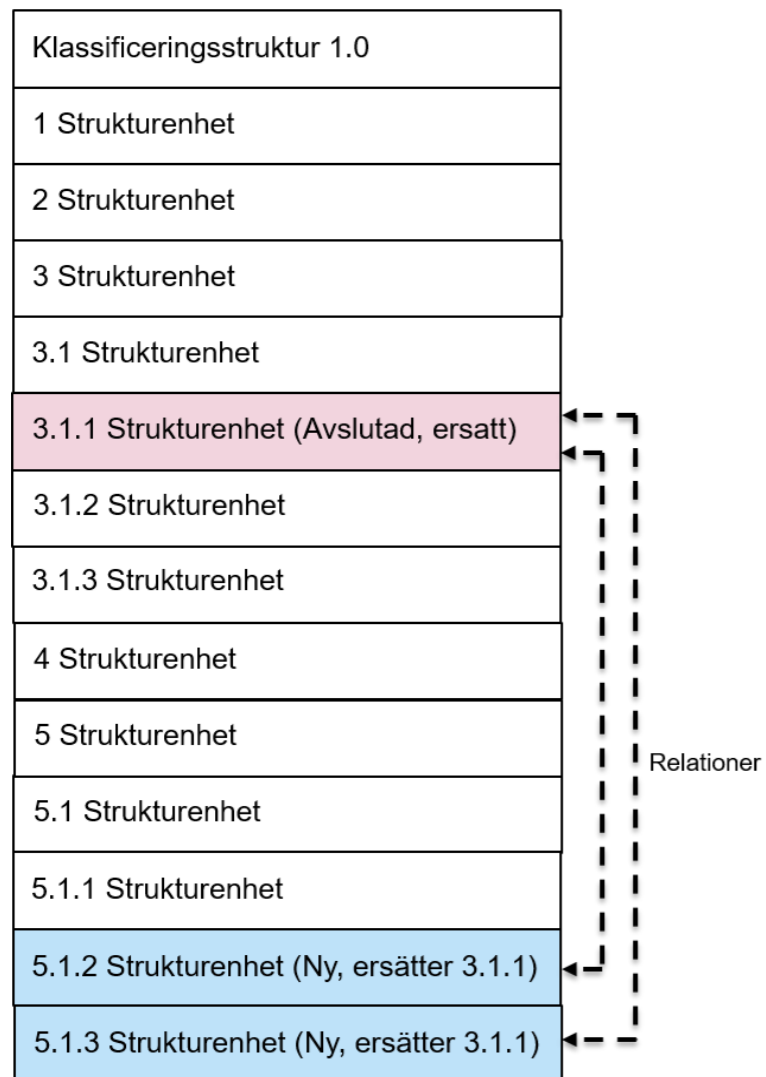 Klassificeringsstruktur 1.0
1 Strukturenhet
2 Strukturenhet
3 Strukturenhet
3.1 Strukturenhet
3.1.1 Strukturenhet (Avslutad, ersatt)
3.1.2 Strukturenhet
3.1.3 Strukturenhet
4 Strukturenhet
5 Strukturenhet
Relationer
5.1 Strukturenhet
5.1.1 Strukturenhet
5.1.2 Strukturenhet (Ny, ersätter 3.1.1)
5.1.3 Strukturenhet (Ny, ersätter 3.1.1)